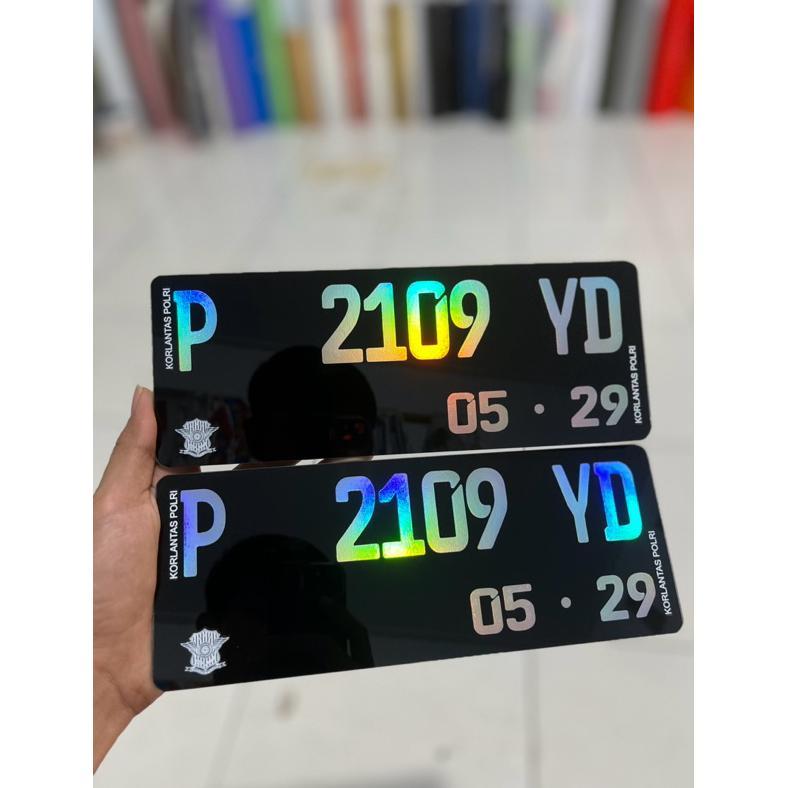 KORLANTAS POLRI
P 2109 YD
05 · 29
KORLANTAS POLRI
KORLANTAS POLRI
P 2109 YD
05 · 29
KORLANTAS POLRI